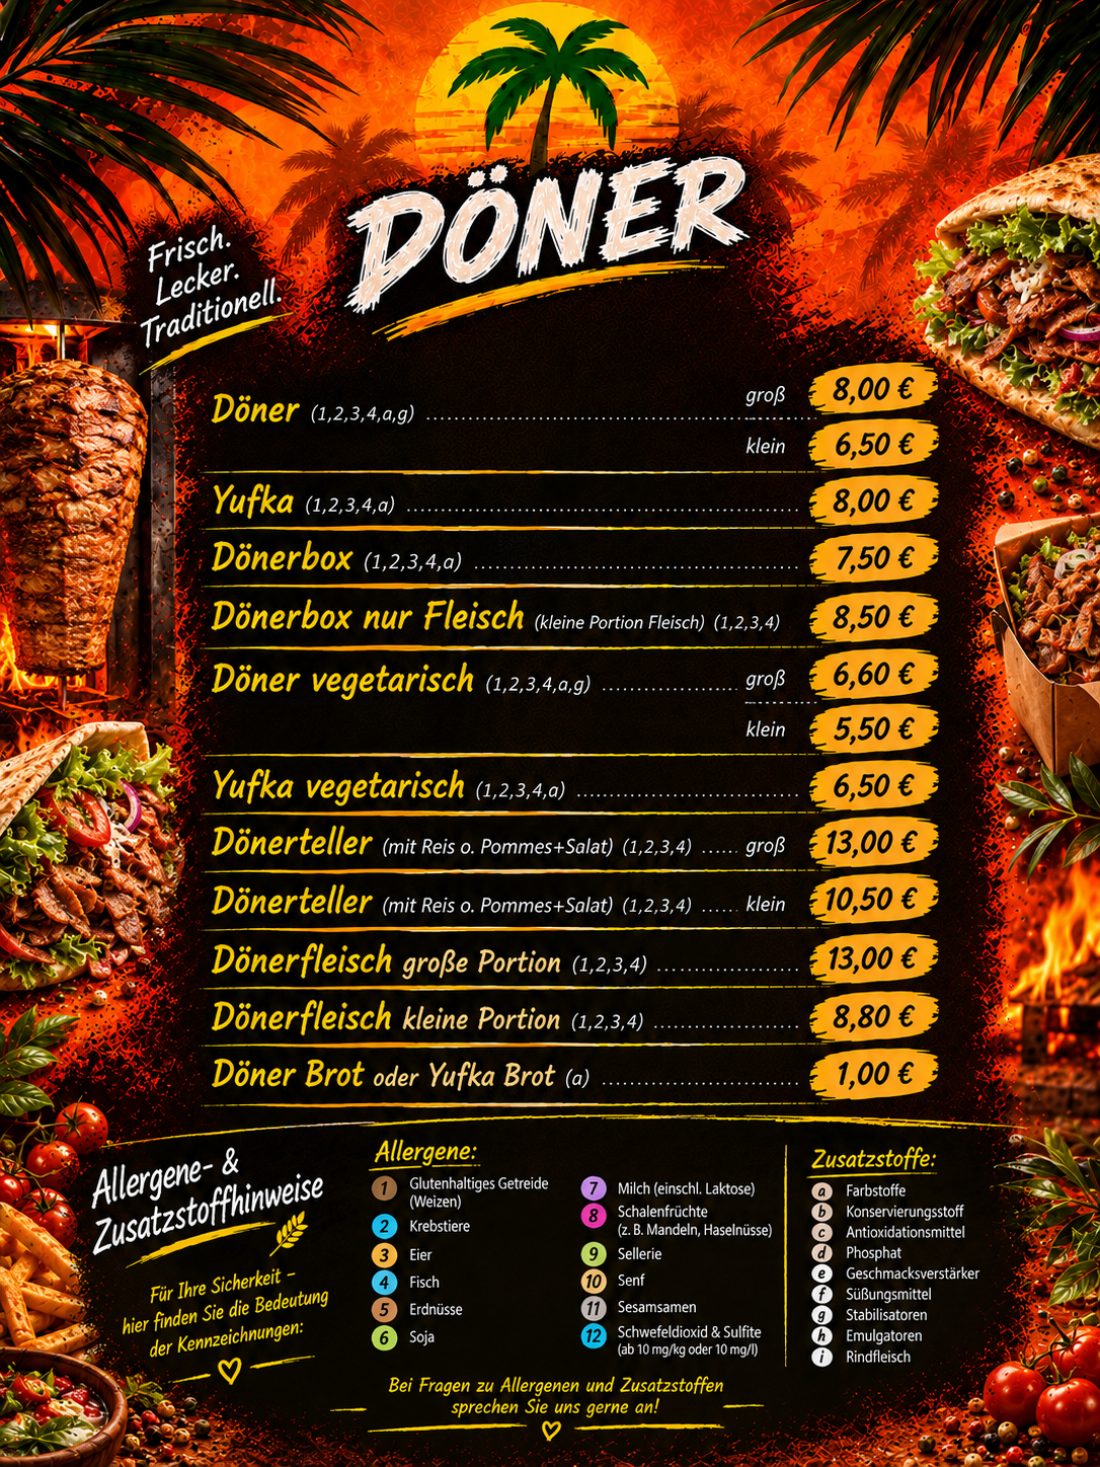 DÖNER
Frisch.
Lecker.
Traditionell.
Döner (1,2,3,4,a,g) ........ groß 8,00 €
klein 6,50 €
Yufka (1,2,3,4,a) ........ 8,00 €
Dönerbox (1,2,3,4,a) ........ 7,50 €
Dönerbox nur Fleisch (kleine Portion Fleisch) (1,2,3,4) 8,50 €
Döner vegetarisch (1,2,3,4,a,g) ........ groß 6,60 €
klein 5,50 €
Yufka vegetarisch (1,2,3,4,a) ........ 6,50 €
Dönerteller (mit Reis o. Pommes+Salat) (1,2,3,4) ...... groß 13,00 €
Dönerteller (mit Reis o. Pommes+Salat) (1,2,3,4) ...... klein 10,50 €
Dönerfleisch große Portion (1,2,3,4) ........ 13,00 €
Dönerfleisch kleine Portion (1,2,3,4) ........ 8,80 €
Döner Brot oder Yufka Brot (a) ........ 1,00 €
Allergene- &
Zusatzstoffhinweise
Für Ihre Sicherheit –
hier finden Sie die Bedeutung
der Kennzeichnungen:
Allergene:
1 Glutenhaltiges Getreide
(Weizen)
2 Krebstiere
3 Eier
4 Fisch
5 Erdnüsse
6 Soja
7 Milch (einschl. Laktose)
8 Schalenfrüchte
(z. B. Mandeln, Haselnüsse)
9 Sellerie
10 Senf
11 Sesamsamen
12 Schwefeldioxid & Sulfite
(ab 10 mg/kg oder 10 mg/l)
Zusatzstoffe:
a Farbstoffe
b Konservierungsstoff
c Antioxidationsmittel
d Phosphat
e Geschmacksverstärker
f Süßungsmittel
g Stabilisatoren
h Emulgatoren
i Rindfleisch
Bei Fragen zu Allergenen und Zusatzstoffen
sprechen Sie uns gerne an!